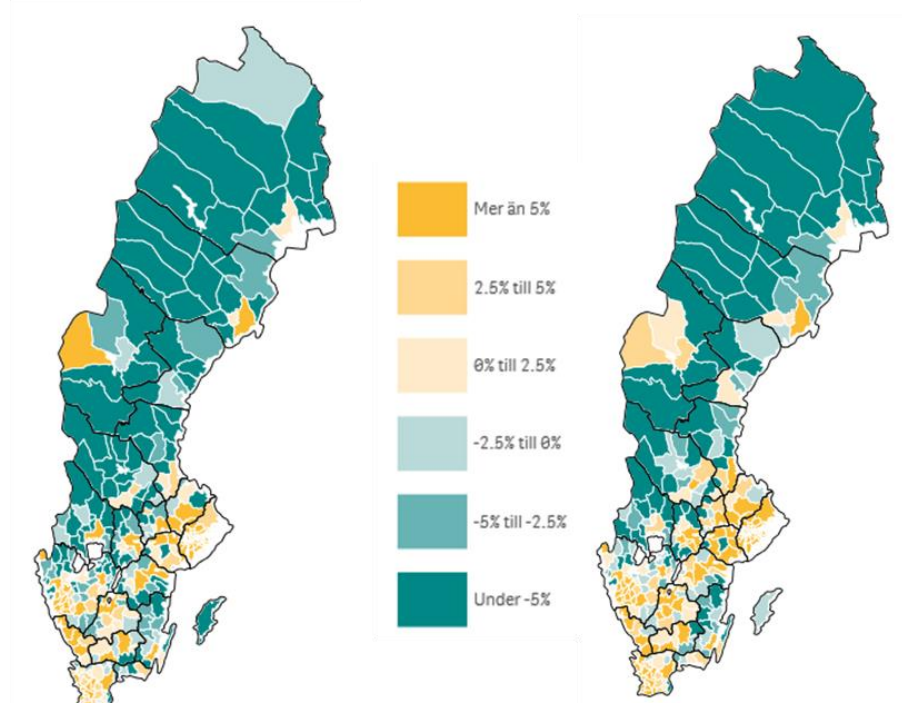 Mer än 5%
2.5% till 5%
0% till 2.5%
-2.5% till 0%
-5% till -2.5%
Under -5%